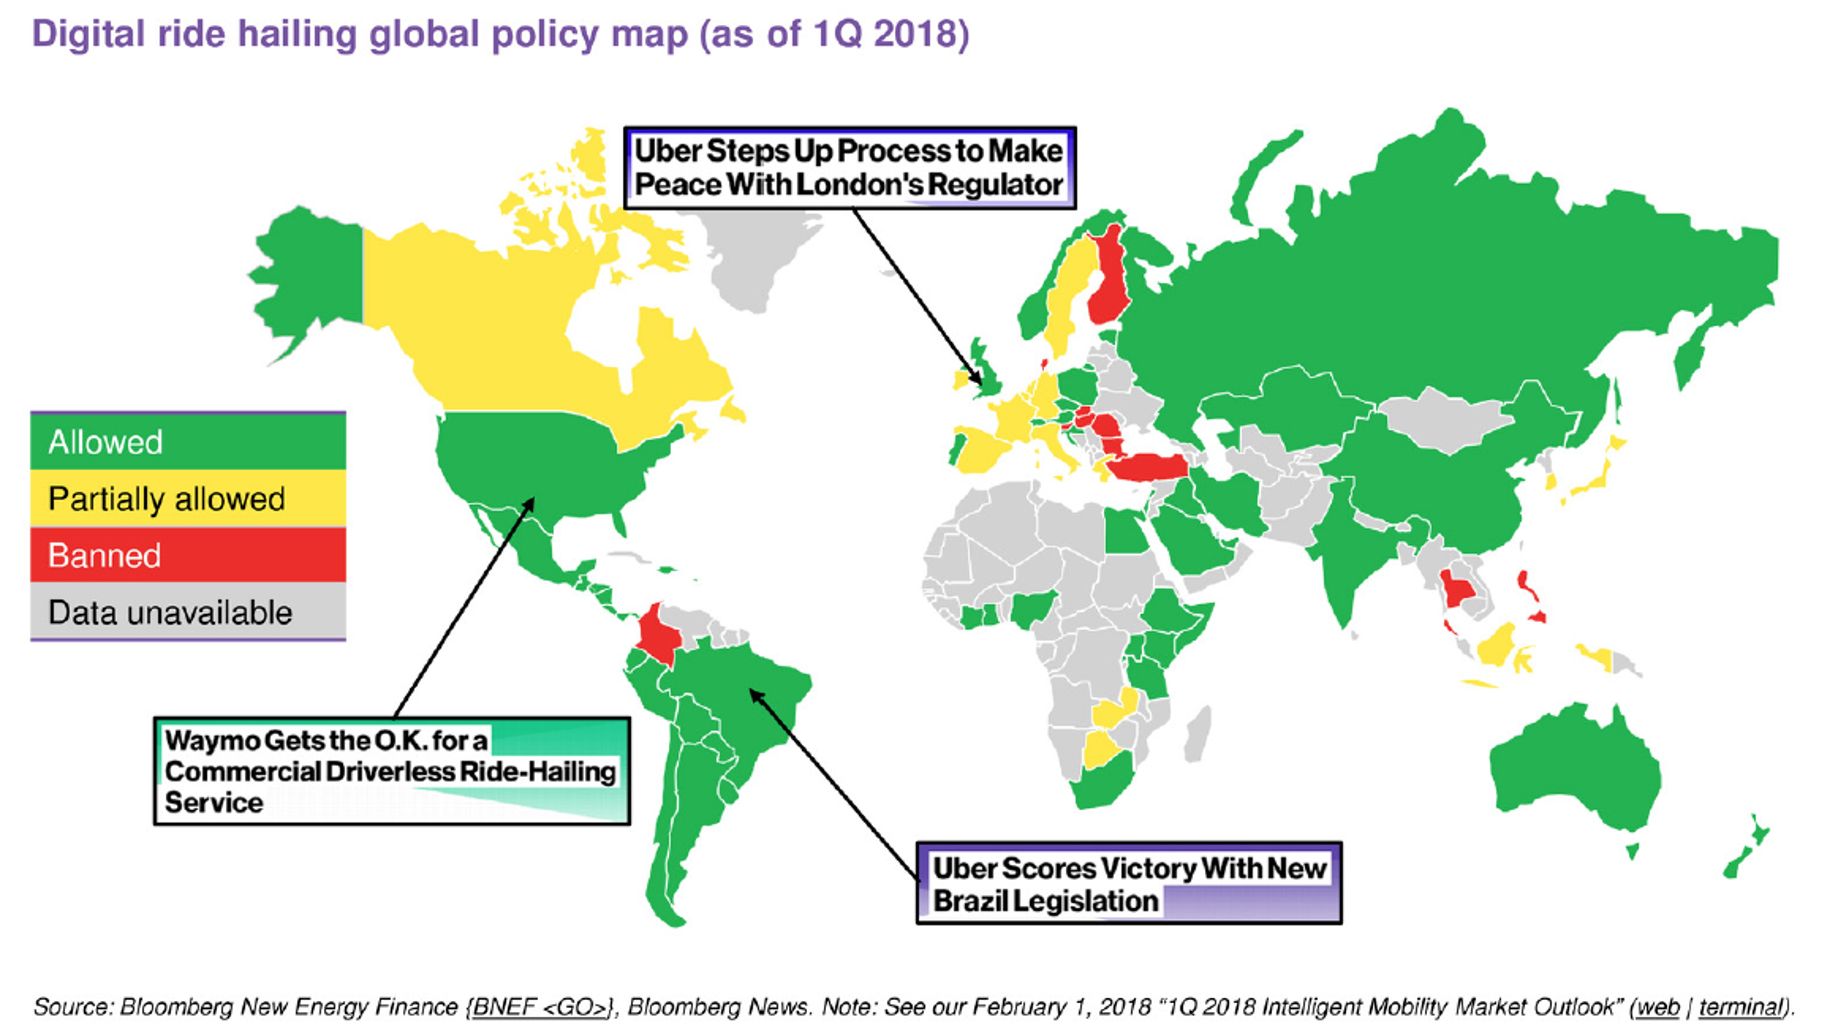 Digital ride hailing global policy map (as of 1Q 2018)
Uber Steps Up Process to Make
Peace With London's Regulator
Allowed
Partially allowed
Banned
Data unavailable
Waymo Gets the O.K. for a
Commercial Driverless Ride-Hailing
Service
Uber Scores Victory With New
Brazil Legislation
Source: Bloomberg New Energy Finance {BNEF <GO>}, Bloomberg News. Note: See our February 1, 2018 “1Q 2018 Intelligent Mobility Market Outlook” (web | terminal).